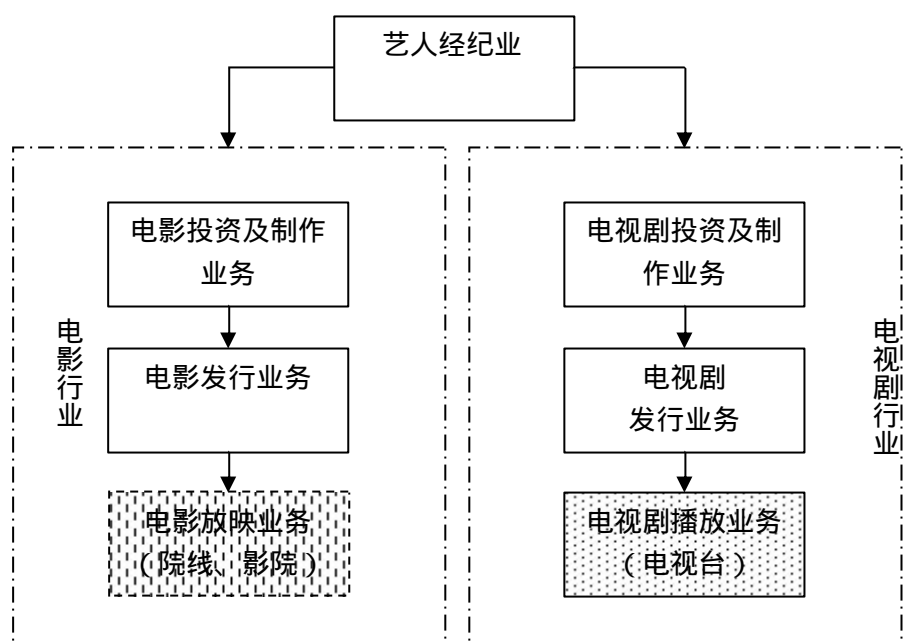 艺人经纪业
电影投资及制作
业务
电影发行业务
电影放映业务
（院线、影院）
电影行业
电视剧投资及制
作业务
电视剧
发行业务
电视剧播放业务
（电视台）
电视剧行业